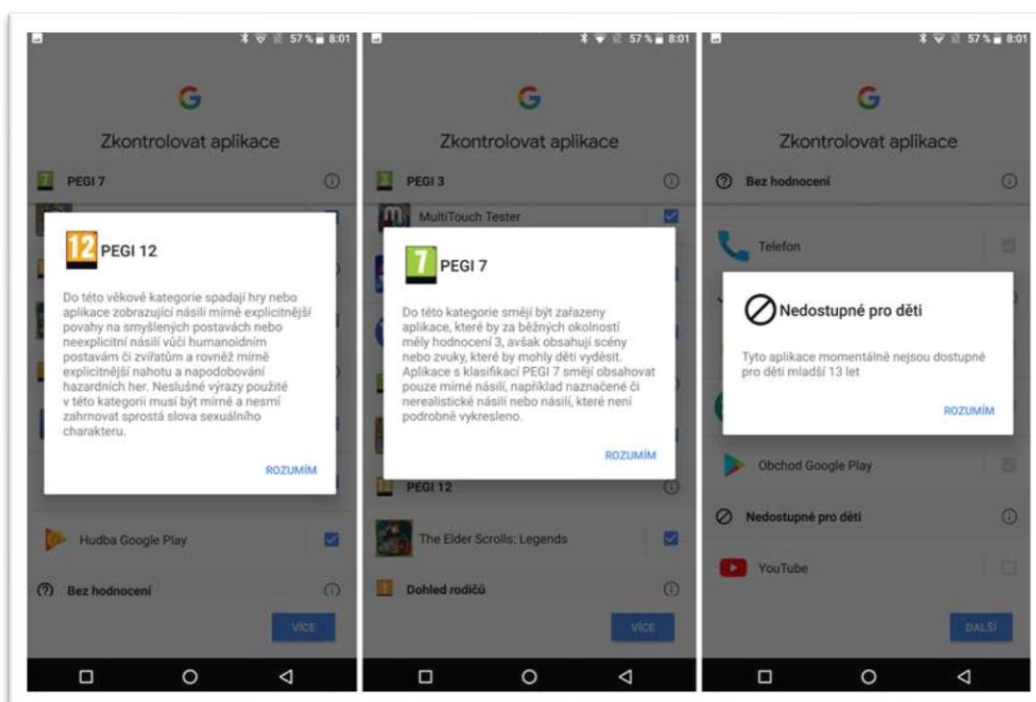 57 % 8:01
Zkontrolovat aplikace
7 PEGI 7
12 PEGI 12
Do této věkové kategorie spadají hry nebo
aplikace zobrazující násilí mírně explicitnější
povahy na smyšlených postavách nebo
neexplicitní násilí vůči humanoidním
postavám či zvířatům a rovněž mírně
explicitnější nahotu a napodobování
hazardních her. Neslušné výrazy použité
v této kategorii musí být mírné a nesmí
zahrnovat sprostá slova sexuálního
charakteru.
ROZUMÍM
Hudba Google Play
Bez hodnocení
VÍCE
57 % 8:01
Zkontrolovat aplikace
3 PEGI 3
MultiTouch Tester
7 PEGI 7
Do této kategorie smějí být zařazeny
aplikace, které by za běžných okolností
měly hodnocení 3, avšak obsahují scény
nebo zvuky, které by mohly děti vyděsit.
Aplikace s klasifikací PEGI 7 smějí obsahovat
pouze mírné násilí, například naznačené či
nerealistické násilí nebo násilí, které není
podrobně vykresleno.
ROZUMÍM
PEGI 12
The Elder Scrolls: Legends
Dohled rodičů
VÍCE
57 % 8:01
Zkontrolovat aplikace
Bez hodnocení
Telefon
Nedostupné pro děti
Tyto aplikace momentálně nejsou dostupné
pro děti mladší 13 let
ROZUMÍM
Obchod Google Play
Nedostupné pro děti
YouTube
DALŠÍ